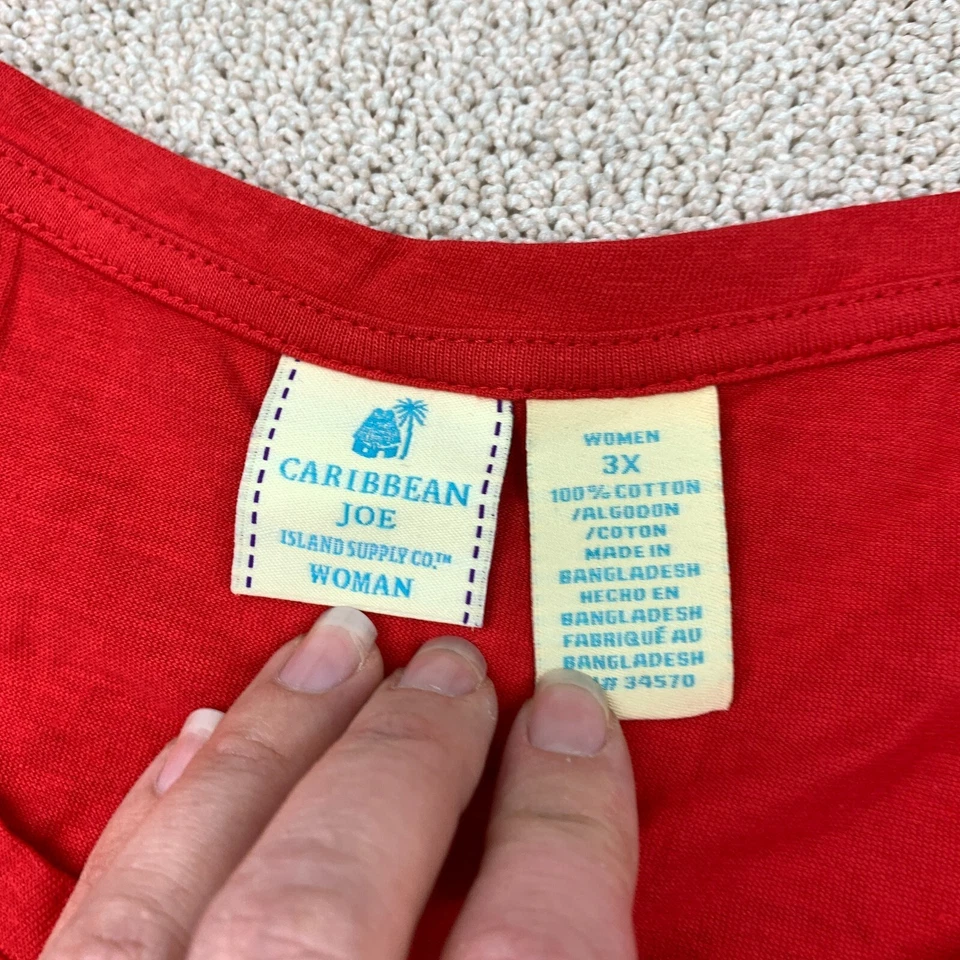 CARIBBEAN
JOE
ISLAND SUPPLY CO.™
WOMAN
WOMEN
3X
100% COTTON
/ALGODON
/COTON
MADE IN
BANGLADESH
HECHO EN
BANGLADESH
FABRIQUÉ AU
BANGLADESH
# 34570